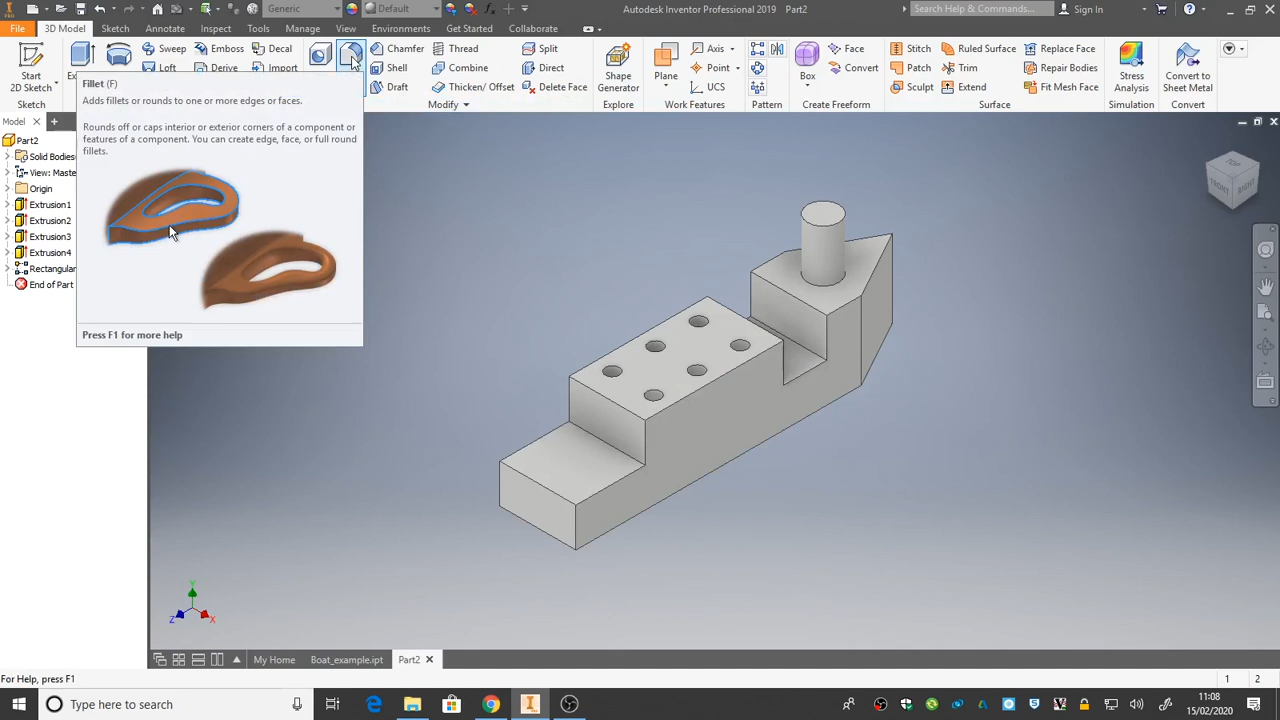 Generic
Default
Autodesk Inventor Professional 2019 Part2
Search Help & Commands...
Sign In
PRO
File
3D Model
Sketch
Annotate
Inspect
Tools
Manage
View
Environments
Get Started
Collaborate
Start
2D Sketch
Sketch
Sweep
Loft
Emboss
Derive
Decal
Import
Chamfer
Shell
Draft
Thread
Combine
Thicken/ Offset
Split
Direct
Delete Face
Modify
Shape
Generator
Explore
Plane
Axis
Point
UCS
Work Features
Pattern
Box
Face
Convert
Create Freeform
Stitch
Patch
Sculpt
Ruled Surface
Trim
Extend
Repair Bodies
Fit Mesh Face
Surface
Stress
Analysis
Simulation
Convert to
Sheet Metal
Convert
Fillet (F)
Adds fillets or rounds to one or more edges or faces.
Rounds off or caps interior or exterior corners of a component or
features of a component. You can create edge, face, or full round
fillets.
Press F1 for more help
Model
Part2
Solid Bodies
View: Maste
Origin
Extrusion1
Extrusion2
Extrusion3
Extrusion4
Rectangular
End of Part
TOP
FRONT
RIGHT
Y
Z
X
My Home
Boat_example.ipt
Part2
For Help, press F1
1
2
Type here to search
11:08
15/02/2020